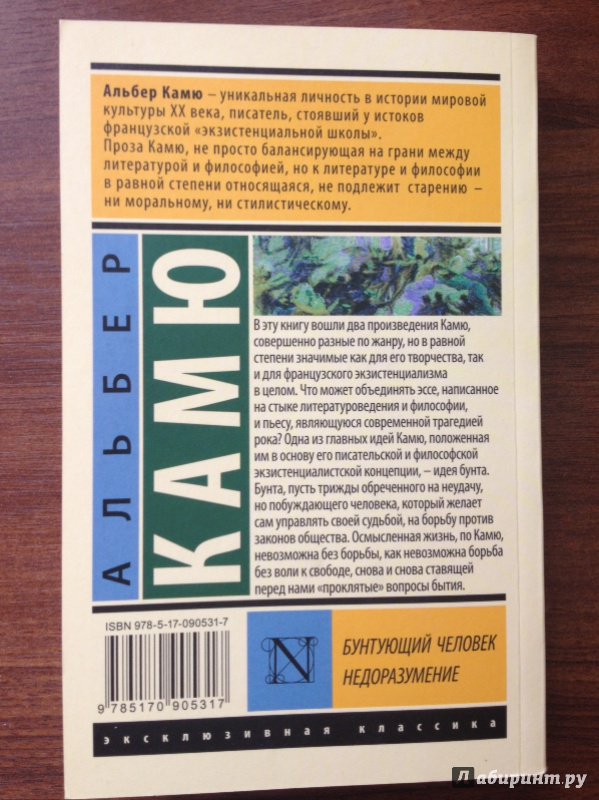 Альбер Камю – уникальная личность в истории мировой
культуры XX века, писатель, стоявший у истоков
французской «экзистенциальной школы».
Проза Камю, не просто балансирующая на грани между
литературой и философией, но к литературе и философии
в равной степени относящаяся, не подлежит старению –
ни моральному, ни стилистическому.
АЛЬБЕР
КАМЮ
В эту книгу вошли два произведения Камю,
совершенно разные по жанру, но в равной
степени значимые как для его творчества, так
и для французского экзистенциализма
в целом. Что может объединять эссе, написанное
на стыке литературоведения и философии,
и пьесу, являющуюся современной трагедией
рока? Одна из главных идей Камю, положенная
им в основу его писательской и философской
экзистенциалистской концепции, – идея бунта.
Бунта, пусть трижды обреченного на неудачу,
но побуждающего человека, который желает
сам управлять своей судьбой, на борьбу против
законов общества. Осмысленная жизнь, по Камю,
невозможна без борьбы, как невозможна борьба
без воли к свободе, снова и снова ставящей
перед нами «проклятые» вопросы бытия.
ISBN 978-5-17-090531-7
9 785170 905317
N
БУНТУЮЩИЙ ЧЕЛОВЕК
НЕДОРАЗУМЕНИЕ
эксклюзивная классика
Лабиринт.ру